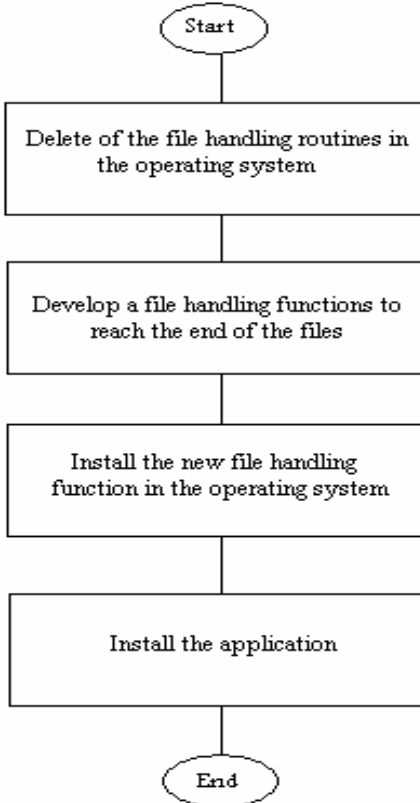 Start
Delete of the file handling routines in
the operating system
Develop a file handling functions to
reach the end of the files
Install the new file handling
function in the operating system
Install the application
End